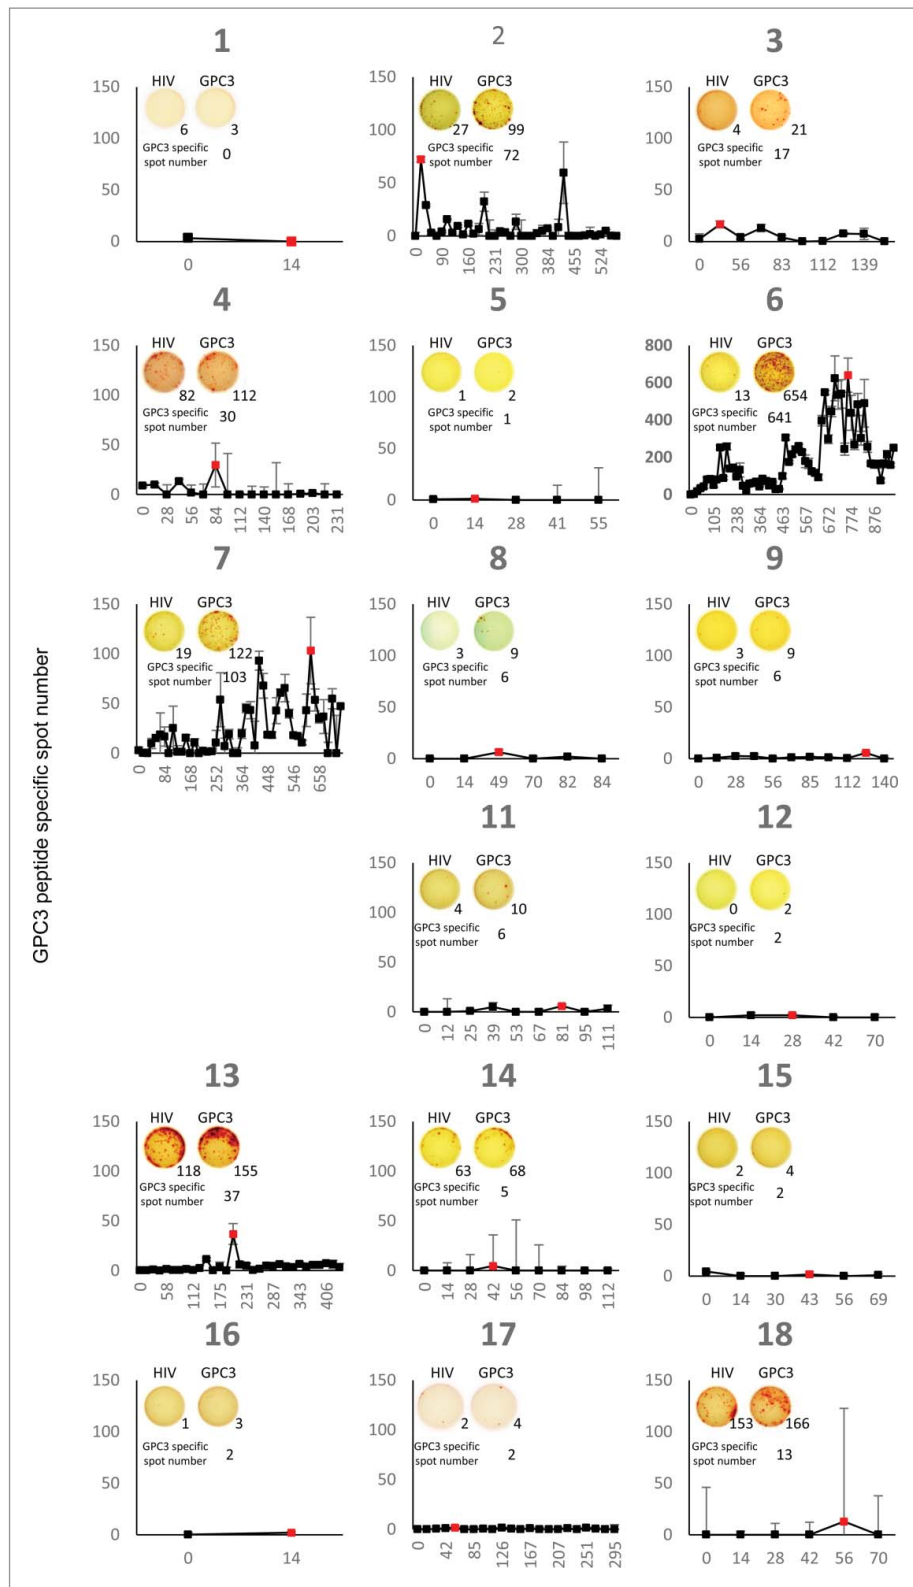 GPC3 peptide specific spot number
1
150
100
50
0
HIV GPC3
6 3
GPC3 specific
spot number 0
0 14
2
150
100
50
0
HIV GPC3
27 99
GPC3 specific
spot number 72
0 90 160 231 300 384 455 524
3
150
100
50
0
HIV GPC3
4 21
GPC3 specific
spot number 17
0 56 83 112 139
4
150
100
50
0
HIV GPC3
82 112
GPC3 specific
spot number 30
0 28 56 84 112 140 168 203 231
5
150
100
50
0
HIV GPC3
1 2
GPC3 specific
spot number 1
0 14 28 41 55
6
800
600
400
200
0
HIV GPC3
13 654
GPC3 specific
spot number 641
0 105 238 364 463 567 672 774 876
7
150
100
50
0
HIV GPC3
19 122
GPC3 specific
spot number 103
0 84 168 252 364 448 546 658
8
150
100
50
0
HIV GPC3
3 9
GPC3 specific
spot number 6
0 14 49 70 82 84
9
150
100
50
0
HIV GPC3
3 9
GPC3 specific
spot number 6
0 28 56 85 112 140
11
150
100
50
0
HIV GPC3
4 10
GPC3 specific
spot number 6
0 12 25 39 53 67 81 95 111
12
150
100
50
0
HIV GPC3
0 2
GPC3 specific
spot number 2
0 14 28 42 70
13
150
100
50
0
HIV GPC3
118 155
GPC3 specific
spot number 37
0 58 112 175 231 287 343 406
14
150
100
50
0
HIV GPC3
63 68
GPC3 specific
spot number 5
0 14 28 42 56 70 84 98 112
15
150
100
50
0
HIV GPC3
2 4
GPC3 specific
spot number 2
0 14 30 43 56 69
16
150
100
50
0
HIV GPC3
1 3
GPC3 specific
spot number 2
0 14
17
150
100
50
0
HIV GPC3
2 4
GPC3 specific
spot number 2
0 42 85 126 167 207 251 295
18
150
100
50
0
HIV GPC3
153 166
GPC3 specific
spot number 13
0 14 28 42 56 70